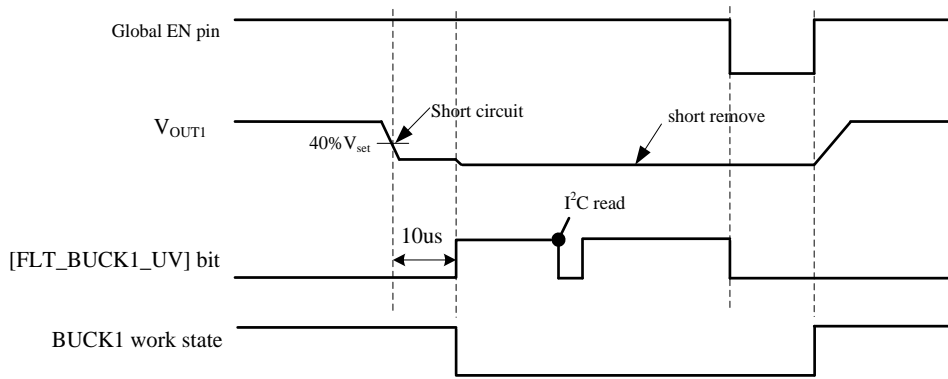 Global EN pin
Short circuit
V_OUT1
40%V_set
short remove
I²C read
10us
[FLT_BUCK1_UV] bit
BUCK1 work state